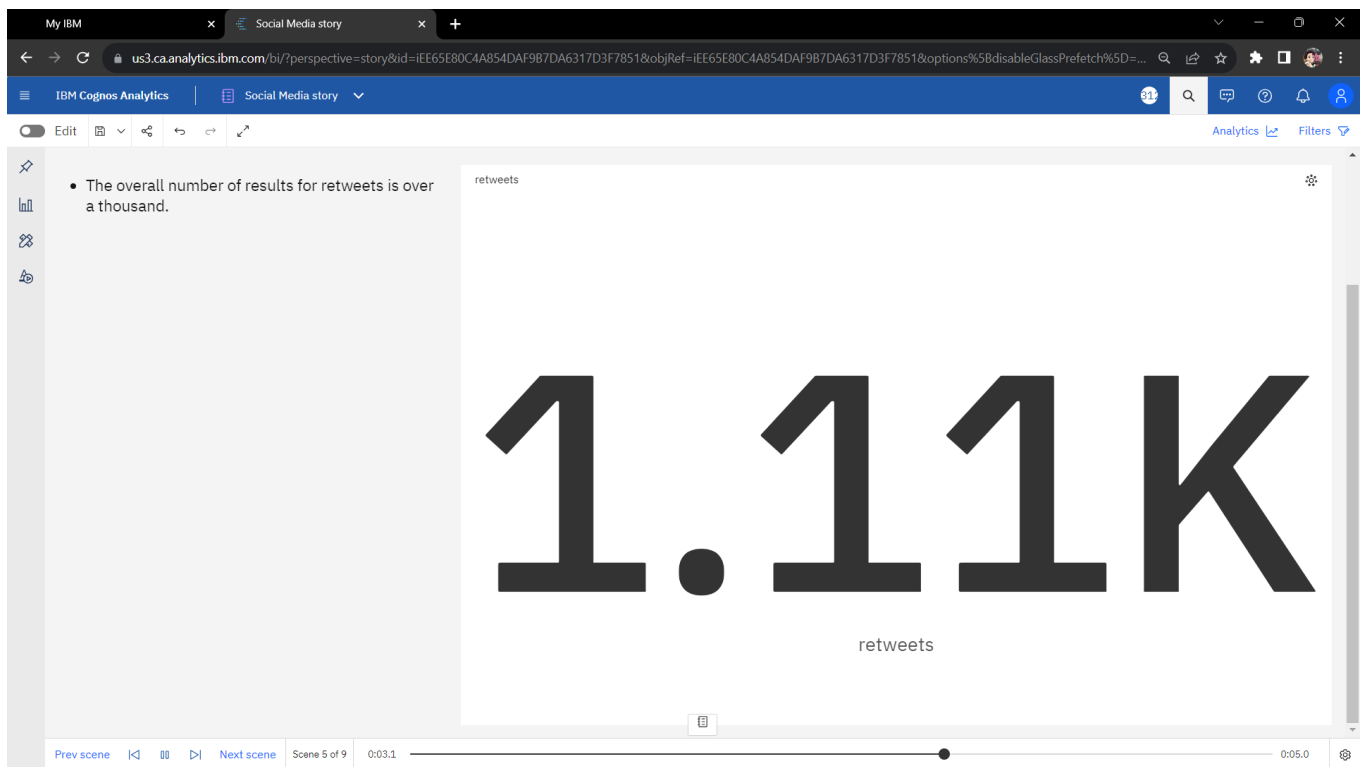 My IBM
Social Media story
us3.ca.analytics.ibm.com/bi/?perspective=story&id=iEE65E80C4A854DAF9B7DA6317D3F7851&objRef=iEE65E80C4A854DAF9B7DA6317D3F7851&options%5BdisableGlassPrefetch%5D=...
IBM Cognos Analytics
Social Media story
Edit
Analytics
Filters
The overall number of results for retweets is over
a thousand.
retweets
1.11K
retweets
Prev scene
Next scene
Scene 5 of 9
0:03.1
0:05.0